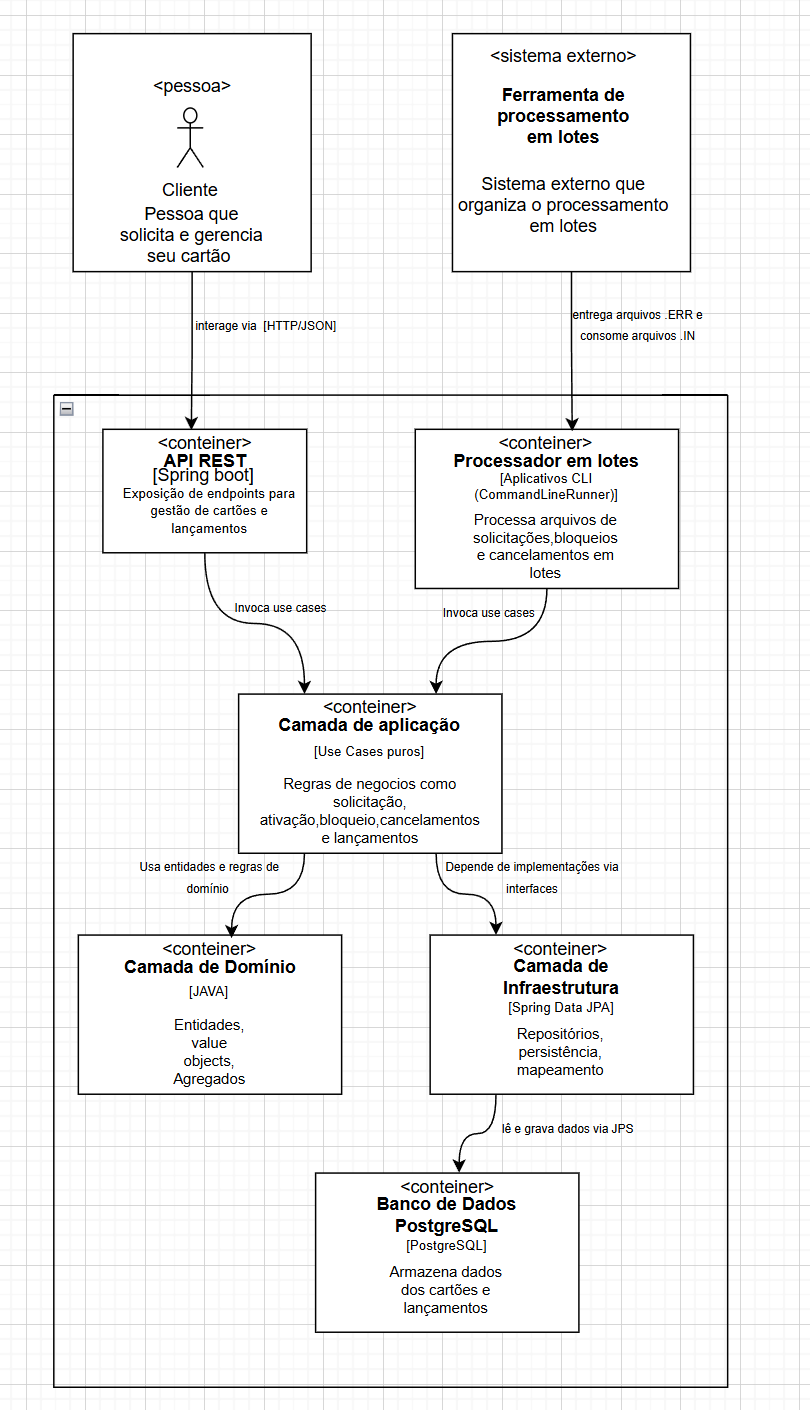 <pessoa>
Cliente
Pessoa que
solicita e gerencia
seu cartão
<sistema externo>
Ferramenta de
processamento
em lotes
Sistema externo que
organiza o processamento
em lotes
interage via [HTTP/JSON]
entrega arquivos .ERR e
consome arquivos .IN
<conteiner>
API REST
[Spring boot]
Exposição de endpoints para
gestão de cartões e
lançamentos
<conteiner>
Processador em lotes
[Aplicativos CLI
(CommandLineRunner)]
Processa arquivos de
solicitações,bloqueios
e cancelamentos em
lotes
Invoca use cases
Invoca use cases
<conteiner>
Camada de aplicação
[Use Cases puros]
Regras de negocios como
solicitação,
ativação,bloqueio,cancelamentos
e lançamentos
Usa entidades e regras de
domínio
Depende de implementações via
interfaces
<conteiner>
Camada de Domínio
[JAVA]
Entidades,
value
objects,
Agregados
<conteiner>
Camada de
Infraestrutura
[Spring Data JPA]
Repositórios,
persistência,
mapeamento
lê e grava dados via JPS
<conteiner>
Banco de Dados
PostgreSQL
[PostgreSQL]
Armazena dados
dos cartões e
lançamentos